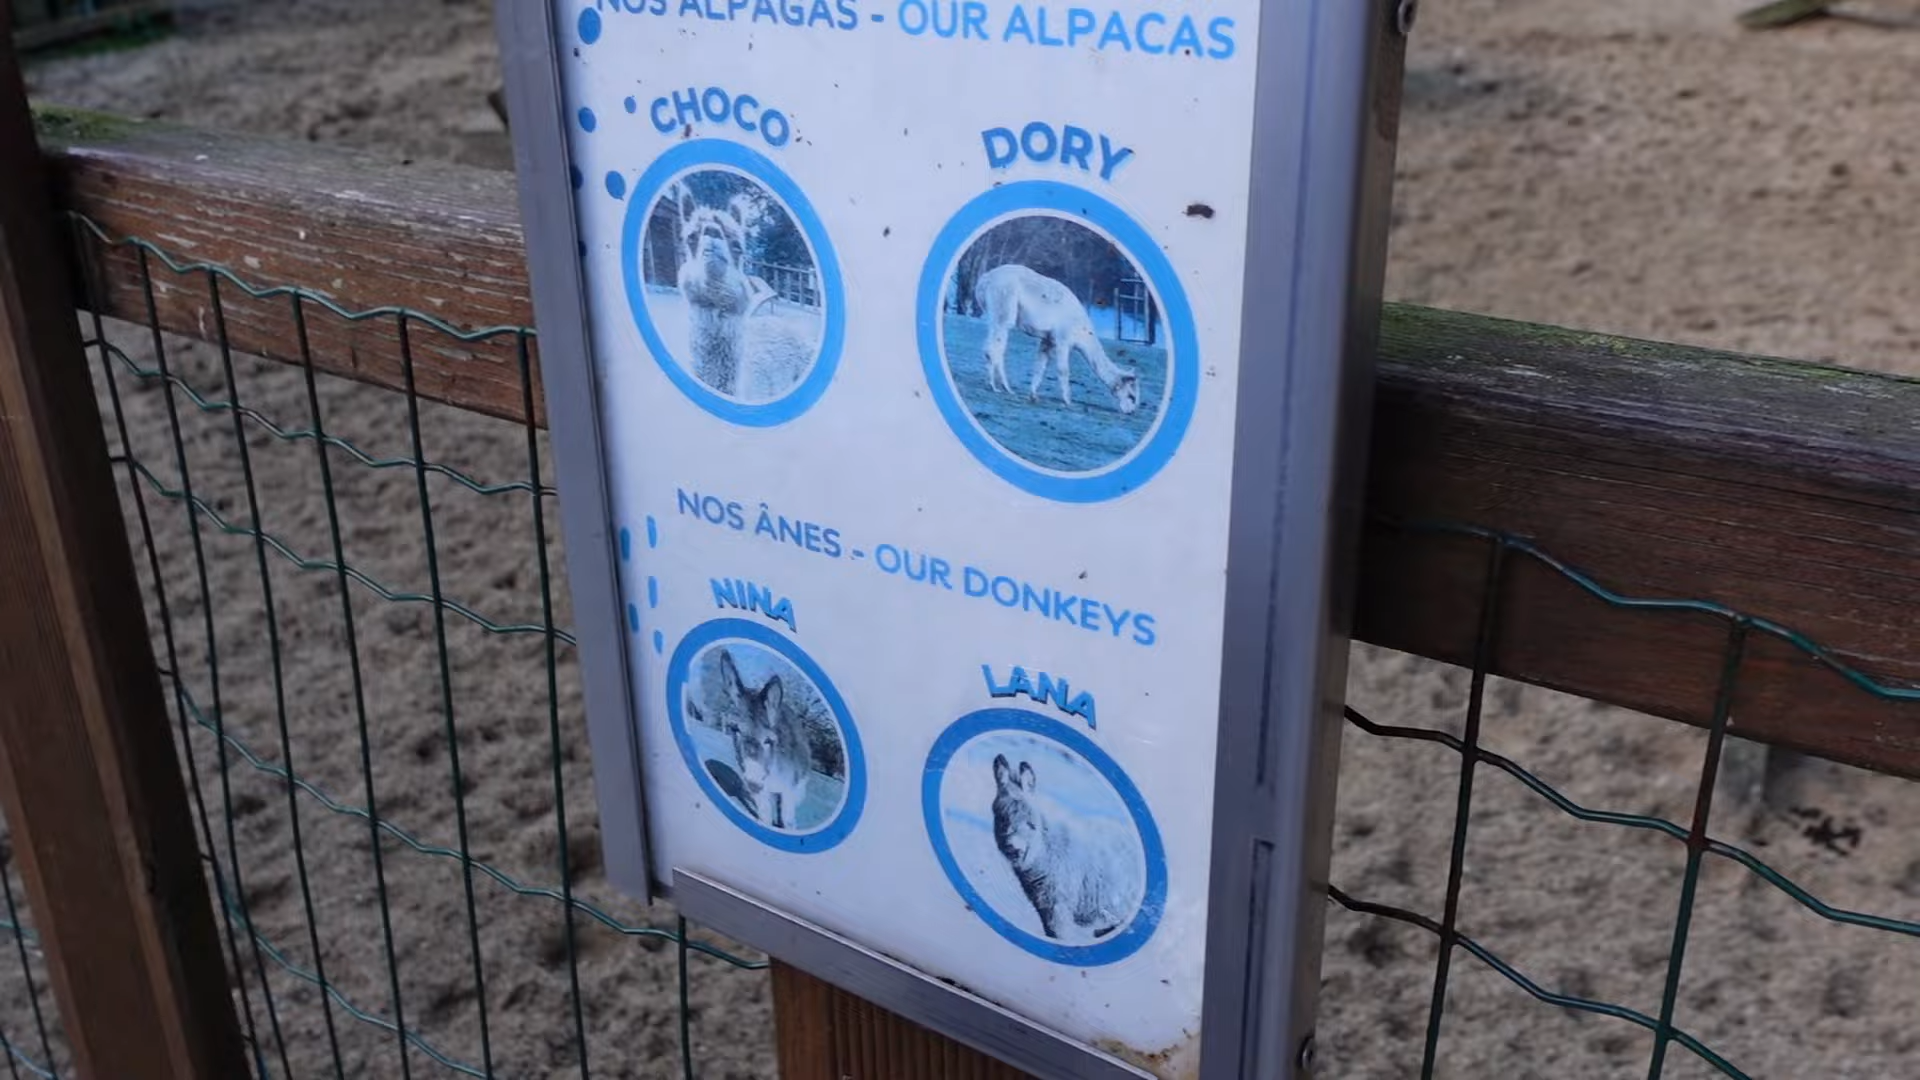 NOS ALPAGAS - OUR ALPACAS
CHOCO
DORY
NOS ÂNES - OUR DONKEYS
NINA
LANA